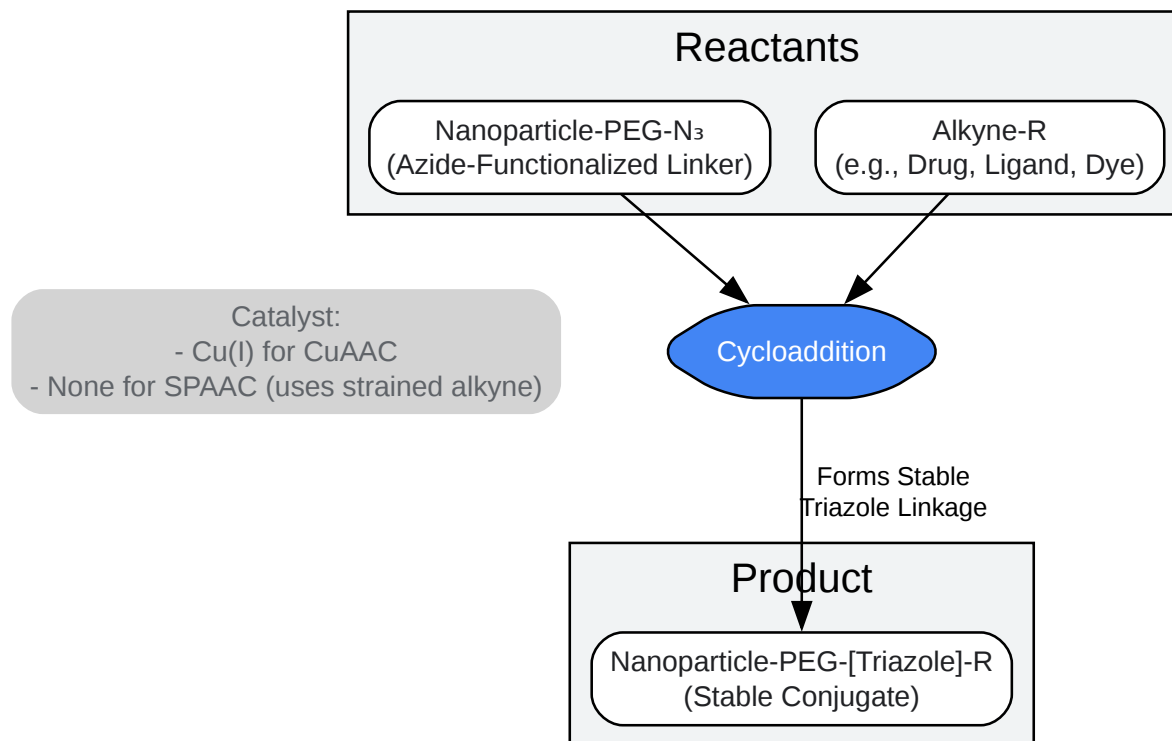 Reactants
Nanoparticle-PEG-N₃
(Azide-Functionalized Linker)
Alkyne-R
(e.g., Drug, Ligand, Dye)
Catalyst:
- Cu(I) for CuAAC
- None for SPAAC (uses strained alkyne)
Cycloaddition
Forms Stable
Triazole Linkage
Product
Nanoparticle-PEG-[Triazole]-R
(Stable Conjugate)